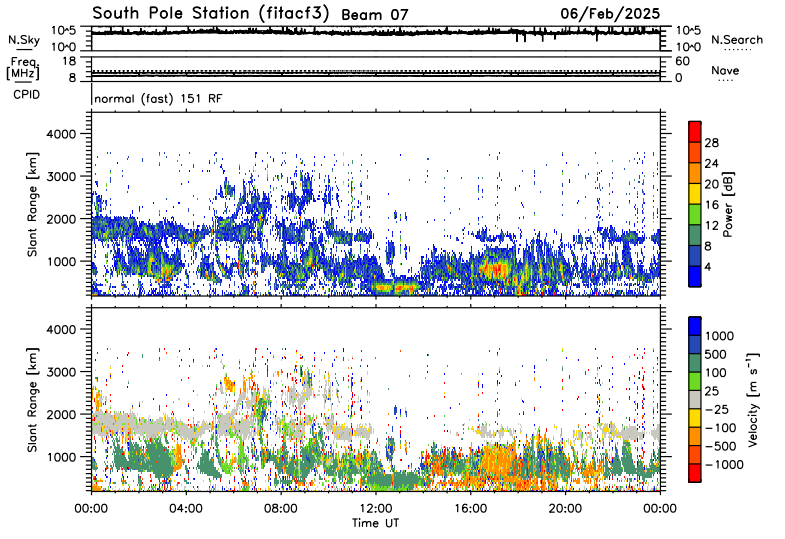 South Pole Station (fitacf3) Beam 07 06/Feb/2025
N.Sky 10^5 10^0 10^5 10^0 N.Search
Freq. [MHz] 18 8 60 0 Nave
CPID normal (fast) 151 RF
Slant Range [km] 4000 3000 2000 1000
Power [dB] 28 24 20 16 12 8 4
Slant Range [km] 4000 3000 2000 1000
Velocity [m s⁻¹] 1000 500 100 25 −25 −100 −500 −1000
00:00 04:00 08:00 12:00 16:00 20:00 00:00
Time UT